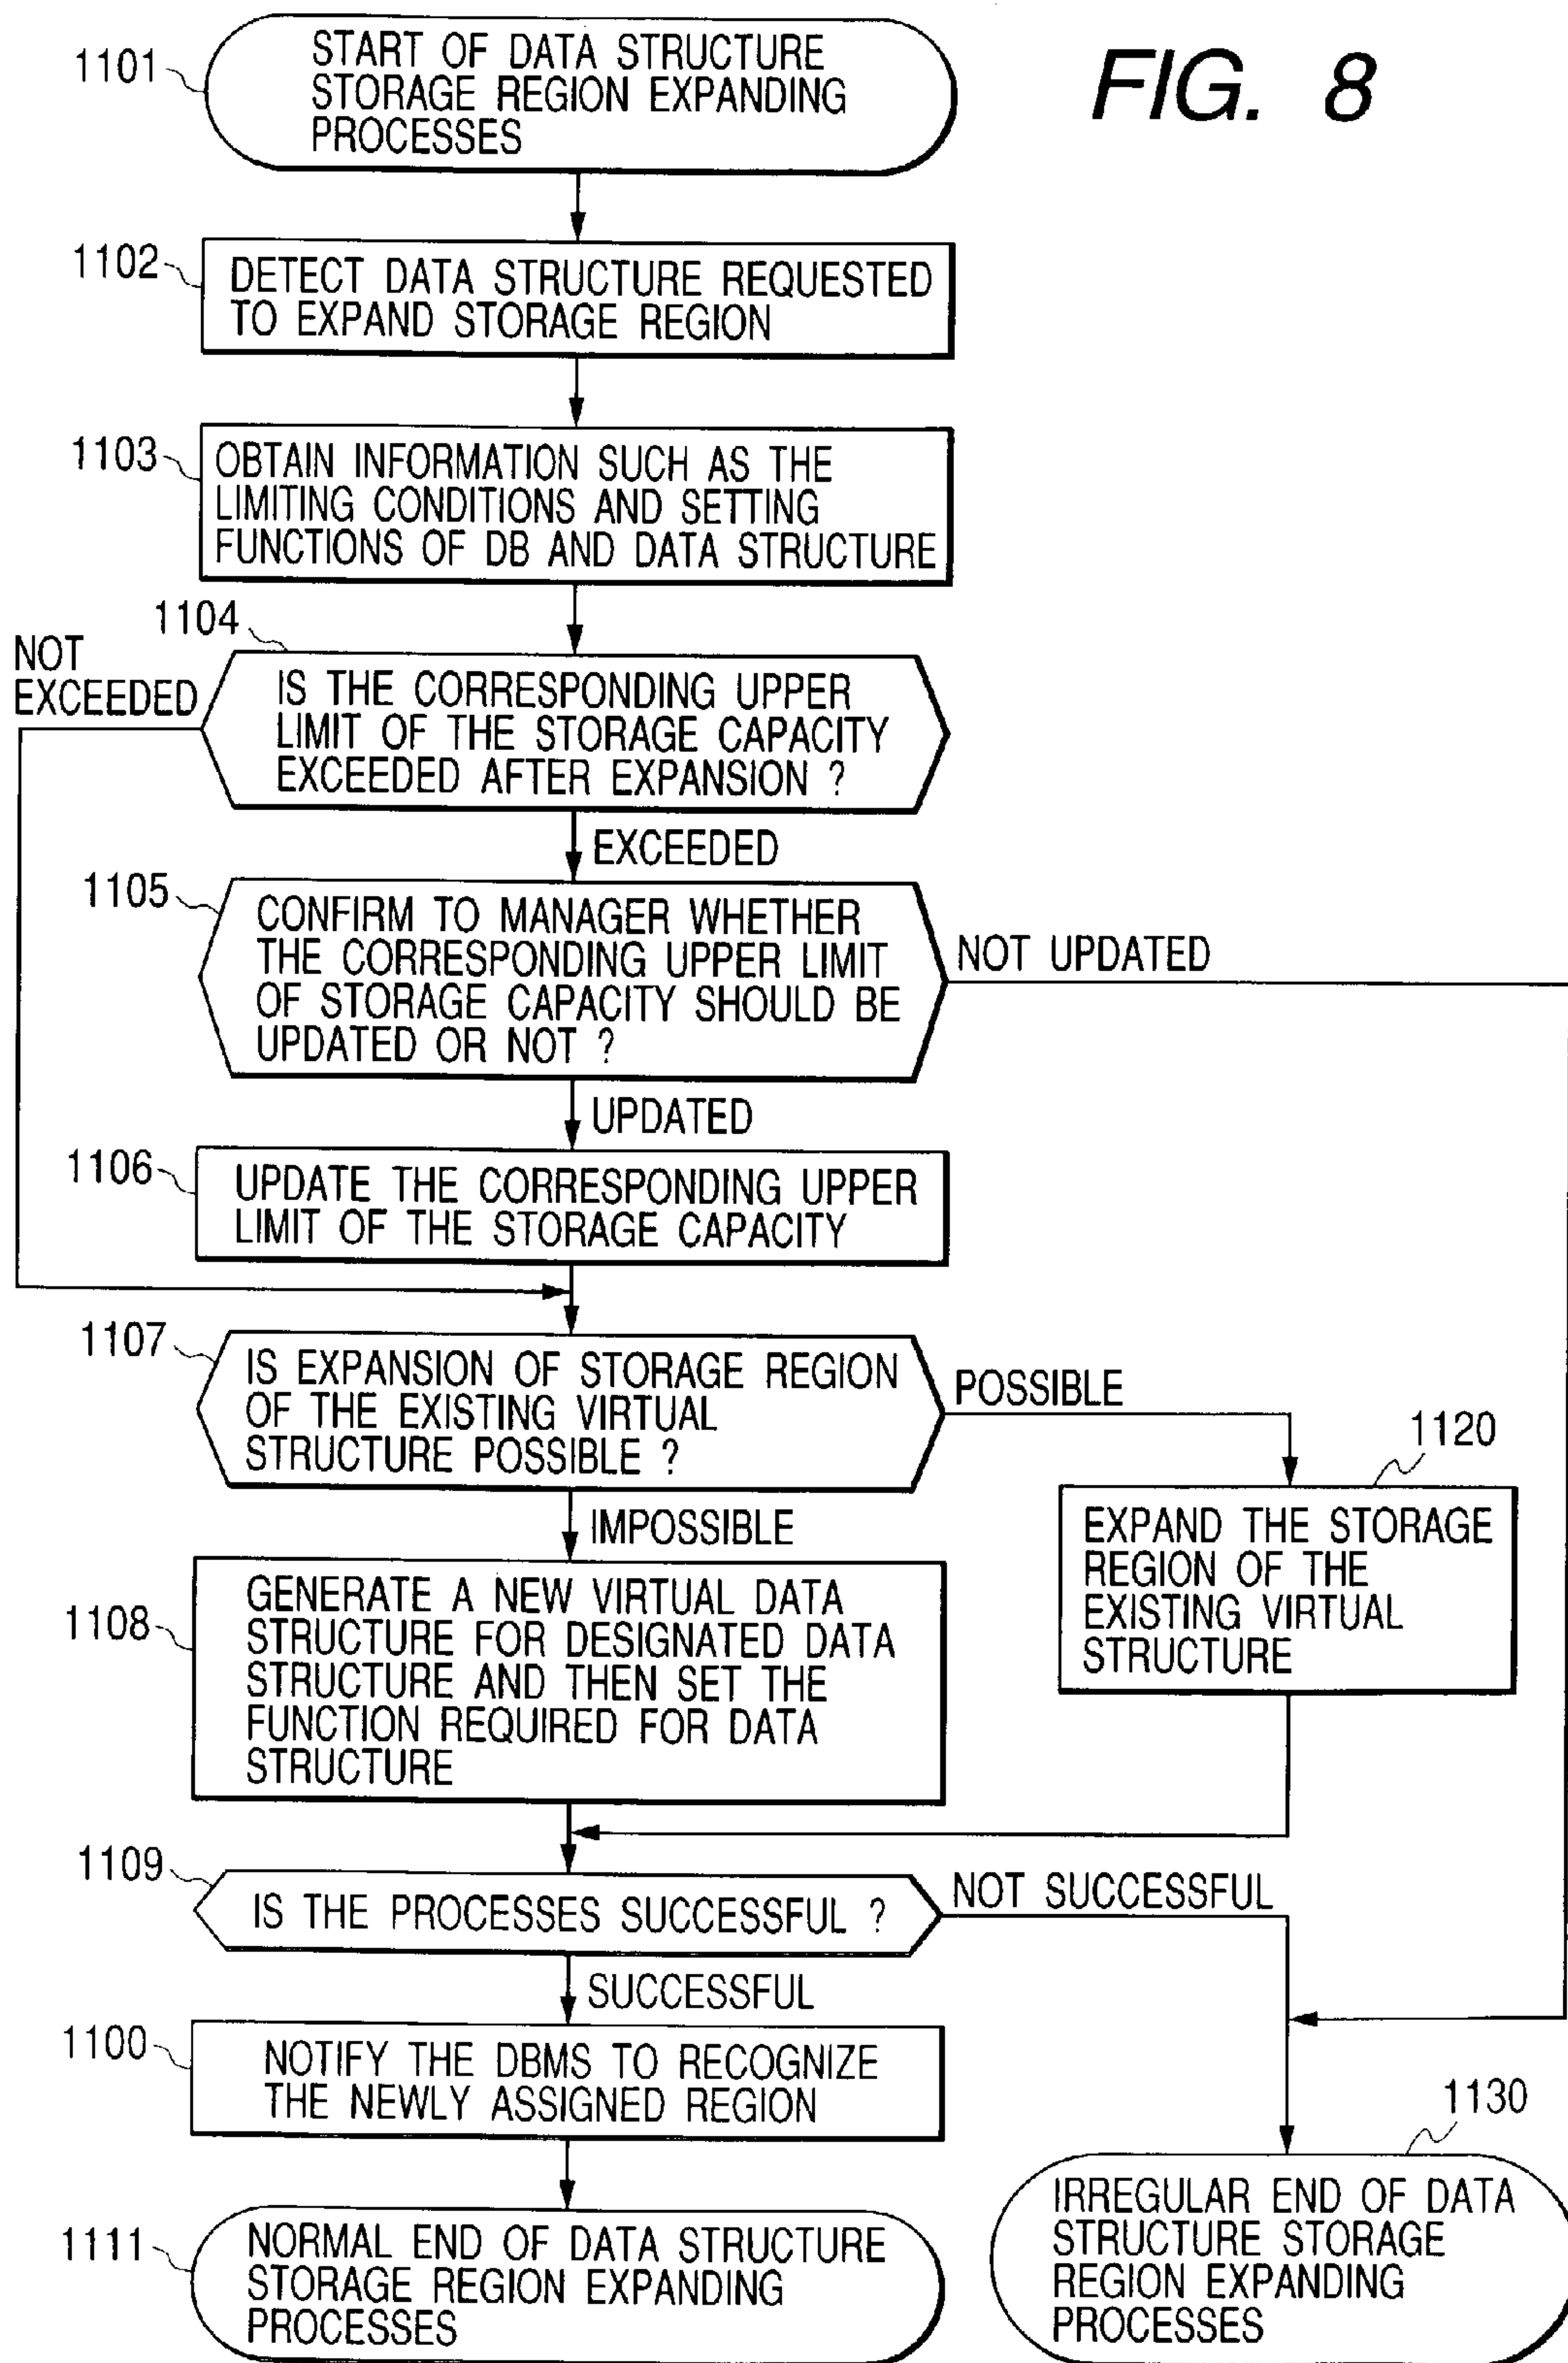 FIG. 8
1101
START OF DATA STRUCTURE
STORAGE REGION EXPANDING
PROCESSES
1102
DETECT DATA STRUCTURE REQUESTED
TO EXPAND STORAGE REGION
1103
OBTAIN INFORMATION SUCH AS THE
LIMITING CONDITIONS AND SETTING
FUNCTIONS OF DB AND DATA STRUCTURE
1104
NOT
EXCEEDED
IS THE CORRESPONDING UPPER
LIMIT OF THE STORAGE CAPACITY
EXCEEDED AFTER EXPANSION ?
EXCEEDED
1105
CONFIRM TO MANAGER WHETHER
THE CORRESPONDING UPPER LIMIT
OF STORAGE CAPACITY SHOULD BE
UPDATED OR NOT ?
NOT UPDATED
UPDATED
1106
UPDATE THE CORRESPONDING UPPER
LIMIT OF THE STORAGE CAPACITY
1107
IS EXPANSION OF STORAGE REGION
OF THE EXISTING VIRTUAL
STRUCTURE POSSIBLE ?
POSSIBLE
1120
EXPAND THE STORAGE
REGION OF THE
EXISTING VIRTUAL
STRUCTURE
IMPOSSIBLE
1108
GENERATE A NEW VIRTUAL DATA
STRUCTURE FOR DESIGNATED DATA
STRUCTURE AND THEN SET THE
FUNCTION REQUIRED FOR DATA
STRUCTURE
1109
IS THE PROCESSES SUCCESSFUL ?
NOT SUCCESSFUL
SUCCESSFUL
1100
NOTIFY THE DBMS TO RECOGNIZE
THE NEWLY ASSIGNED REGION
1111
NORMAL END OF DATA STRUCTURE
STORAGE REGION EXPANDING
PROCESSES
1130
IRREGULAR END OF DATA
STRUCTURE STORAGE
REGION EXPANDING
PROCESSES